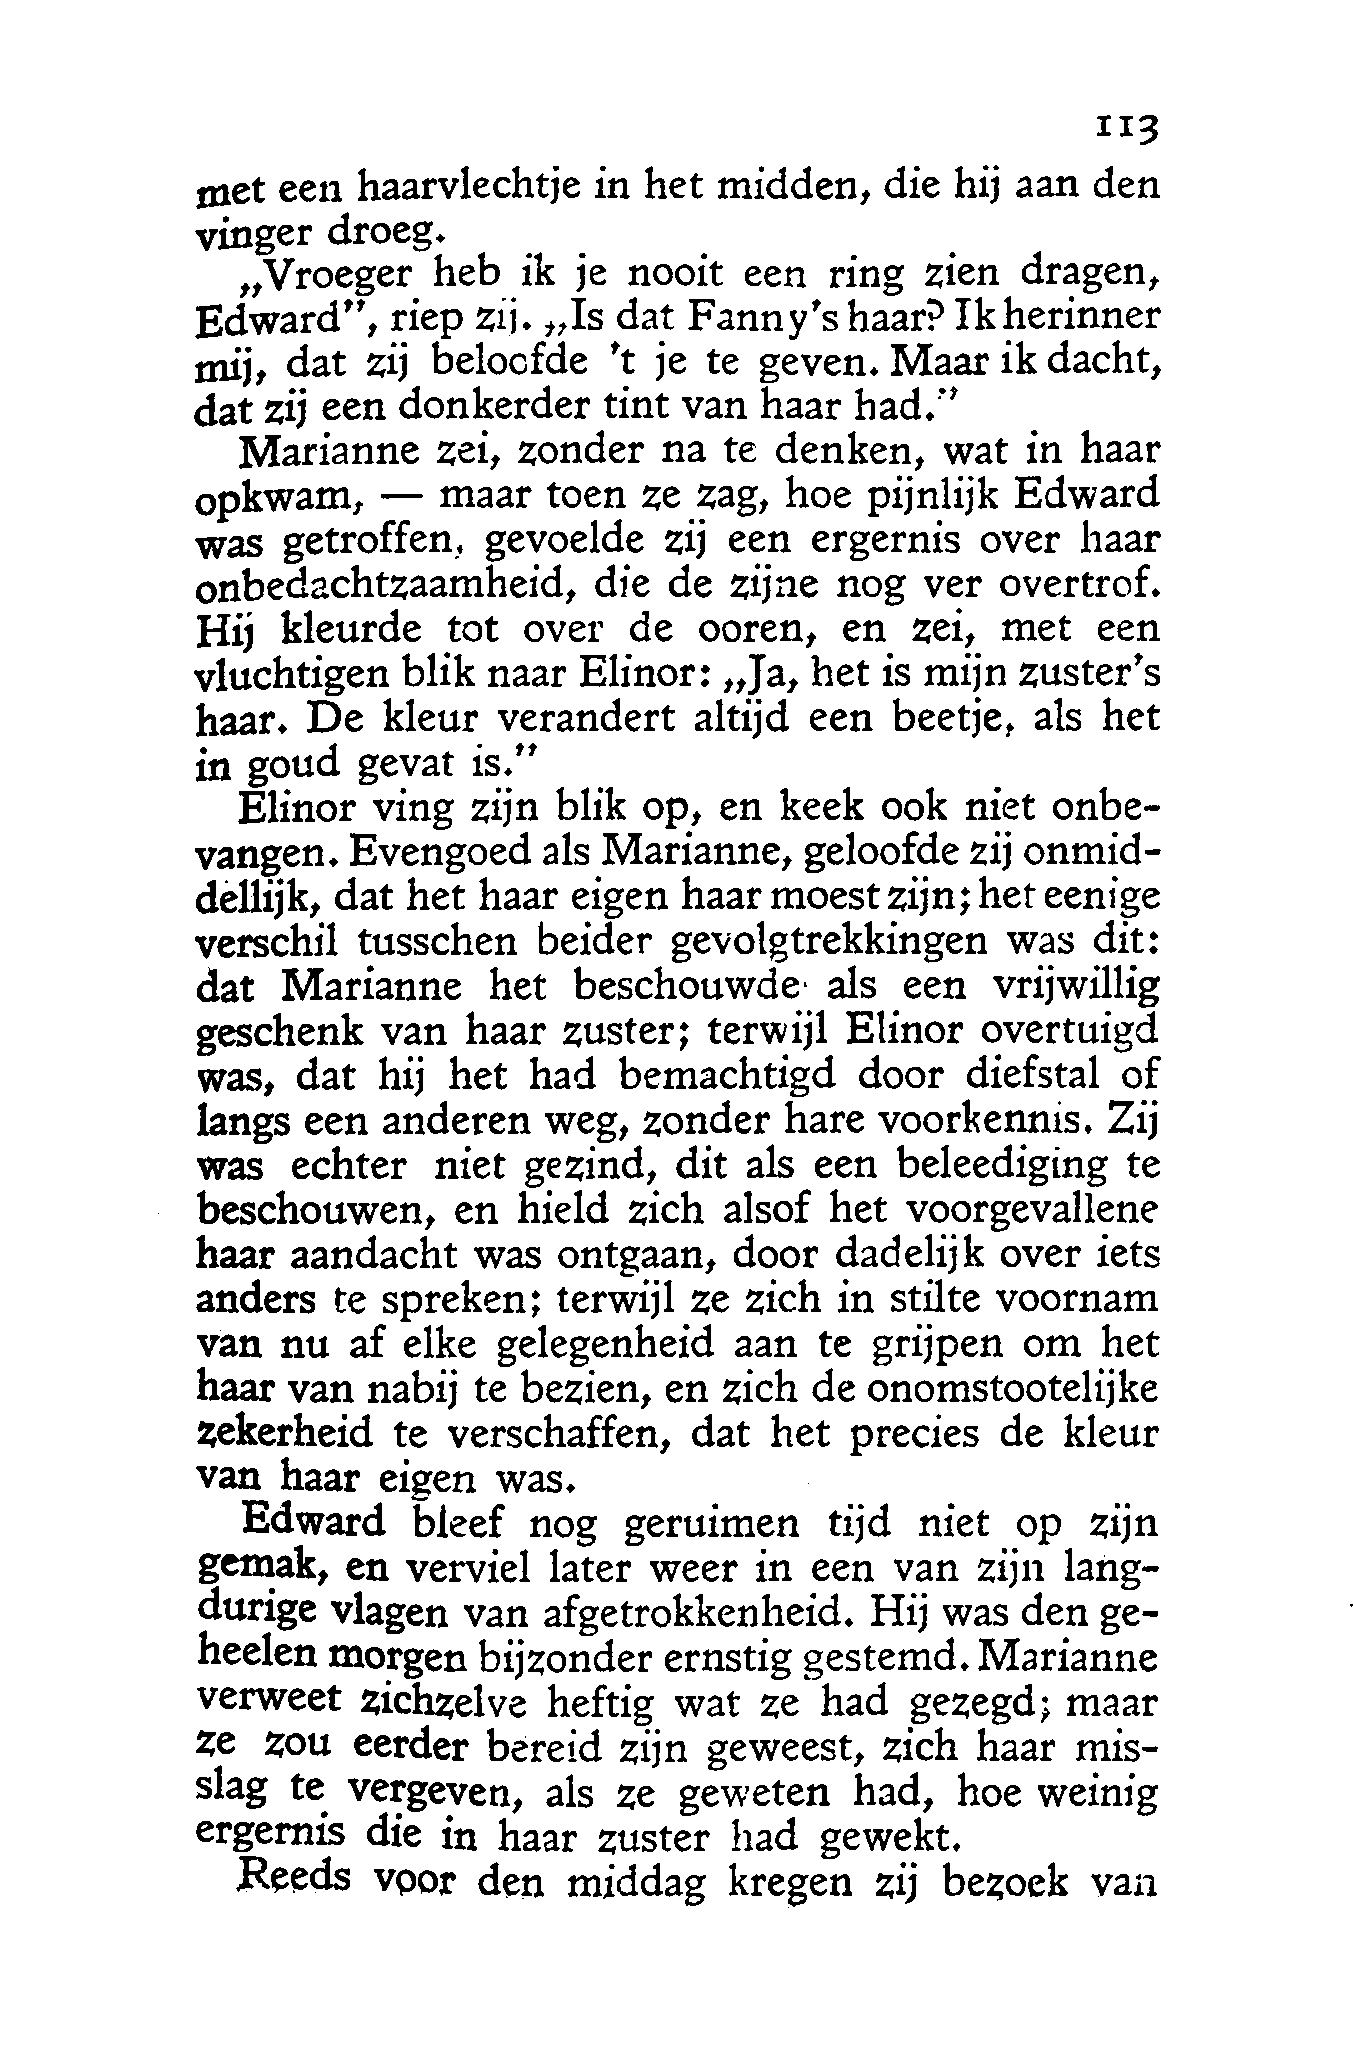 113
met een haarvlechtje in het midden, die hij aan den
vinger droeg.
„Vroeger heb ik je nooit een ring zien dragen,
Edward”, riep zij. „Is dat Fanny's haar? Ik herinner
mij, dat zij beloofde 't je te geven. Maar ik dacht,
dat zij een donkerder tint van haar had.”
Marianne zei, zonder na te denken, wat in haar
opkwam, — maar toen ze zag, hoe pijnlijk Edward
was getroffen, gevoelde zij een ergernis over haar
onbedachtzaamheid, die de zijne nog ver overtrof.
Hij kleurde tot over de ooren, en zei, met een
vluchtigen blik naar Elinor: „Ja, het is mijn zuster's
haar. De kleur verandert altijd een beetje, als het
in goud gevat is.”
Elinor ving zijn blik op, en keek ook niet onbe-
vangen. Evengoed als Marianne, geloofde zij onmid-
dellijk, dat het haar eigen haar moest zijn; het eenige
verschil tusschen beider gevolgtrekkingen was dit:
dat Marianne het beschouwde als een vrijwillig
geschenk van haar zuster; terwijl Elinor overtuigd
was, dat hij het had bemachtigd door diefstal of
langs een anderen weg, zonder hare voorkennis. Zij
was echter niet gezind, dit als een beleediging te
beschouwen, en hield zich alsof het voorgevallene
haar aandacht was ontgaan, door dadelijk over iets
anders te spreken; terwijl ze zich in stilte voornam
van nu af elke gelegenheid aan te grijpen om het
haar van nabij te bezien, en zich de onomstootelijke
zekerheid te verschaffen, dat het precies de kleur
van haar eigen was.
Edward bleef nog geruimen tijd niet op zijn
gemak, en verviel later weer in een van zijn lang-
durige vlagen van afgetrokkenheid. Hij was den ge-
heelen morgen bijzonder ernstig gestemd. Marianne
verweet zichzelve heftig wat ze had gezegd; maar
ze zou eerder bereid zijn geweest, zich haar mis-
slag te vergeven, als ze geweten had, hoe weinig
ergernis die in haar zuster had gewekt.
Reeds voor den middag kregen zij bezoek van